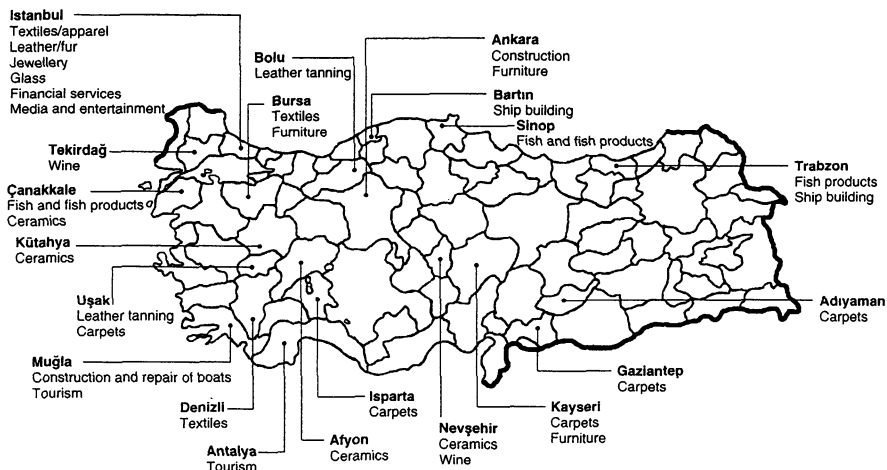 Istanbul
Textiles/apparel
Leather/fur
Jewellery
Glass
Financial services
Media and entertainment
Bolu
Leather tanning
Bursa
Textiles
Furniture
Ankara
Construction
Furniture
Bartın
Ship building
Sinop
Fish and fish products
Tekirdağ
Wine
Trabzon
Fish products
Ship building
Çanakkale
Fish and fish products
Ceramics
Kütahya
Ceramics
Uşak
Leather tanning
Carpets
Adıyaman
Carpets
Muğla
Construction and repair of boats
Tourism
Gaziantep
Carpets
Denizli
Textiles
Isparta
Carpets
Kayseri
Carpets
Furniture
Antalya
Tourism
Afyon
Ceramics
Nevşehir
Ceramics
Wine